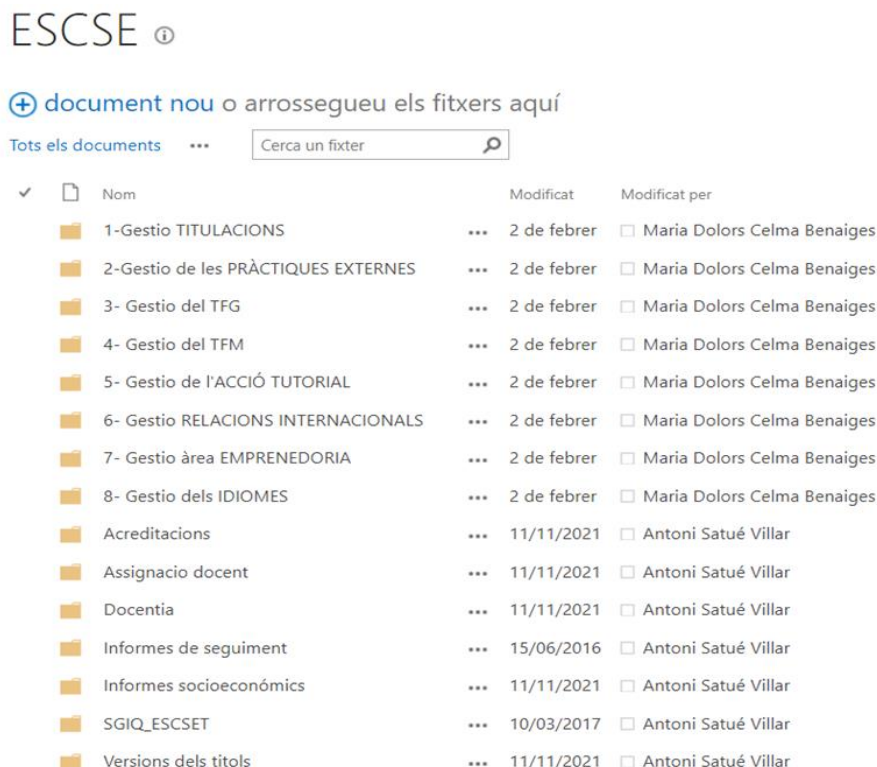 ESCSE
document nou o arrossegueu els fitxers aquí
Tots els documents ... Cerca un fixter
Nom Modificat Modificat per
1-Gestio TITULACIONS ... 2 de febrer Maria Dolors Celma Benaiges
2-Gestio de les PRÀCTIQUES EXTERNES ... 2 de febrer Maria Dolors Celma Benaiges
3- Gestio del TFG ... 2 de febrer Maria Dolors Celma Benaiges
4- Gestio del TFM ... 2 de febrer Maria Dolors Celma Benaiges
5- Gestio de l'ACCIÓ TUTORIAL ... 2 de febrer Maria Dolors Celma Benaiges
6- Gestio RELACIONS INTERNACIONALS ... 2 de febrer Maria Dolors Celma Benaiges
7- Gestio àrea EMPRENEDORIA ... 2 de febrer Maria Dolors Celma Benaiges
8- Gestio dels IDIOMES ... 2 de febrer Maria Dolors Celma Benaiges
Acreditacions ... 11/11/2021 Antoni Satué Villar
Assignacio docent ... 11/11/2021 Antoni Satué Villar
Docentia ... 11/11/2021 Antoni Satué Villar
Informes de seguiment ... 15/06/2016 Antoni Satué Villar
Informes socioeconómics ... 11/11/2021 Antoni Satué Villar
SGIQ_ESCSET ... 10/03/2017 Antoni Satué Villar
Versions dels titols ... 11/11/2021 Antoni Satué Villar